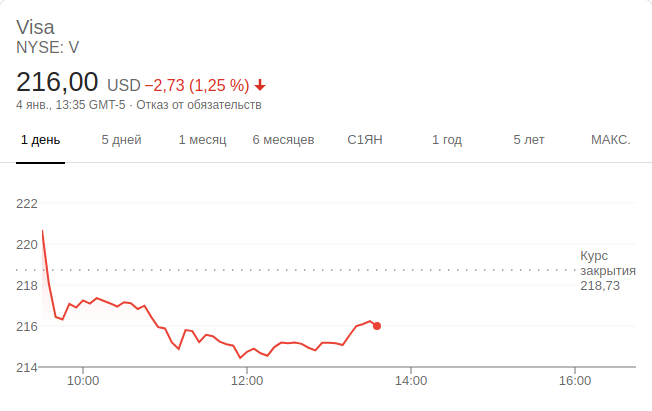 Visa
NYSE: V
216,00 USD −2,73 (1,25 %)
4 янв., 13:35 GMT-5 · Отказ от обязательств
1 день 5 дней 1 месяц 6 месяцев С1ЯН 1 год 5 лет МАКС.
222
220
218
216
214
Курс
закрытия
218,73
10:00 12:00 14:00 16:00